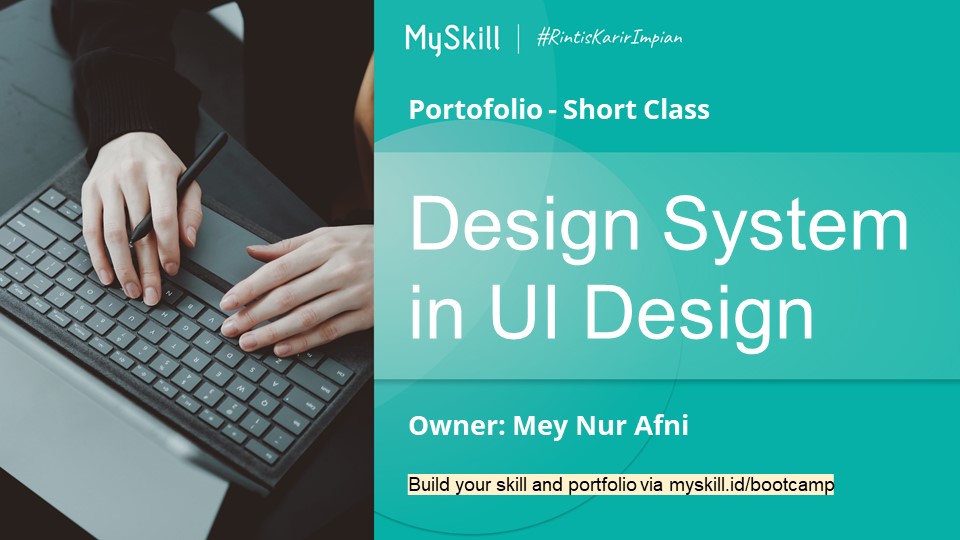 MySkill | #RintisKarirImpian
Portofolio - Short Class
Design System
in UI Design
Owner: Mey Nur Afni
Build your skill and portfolio via myskill.id/bootcamp